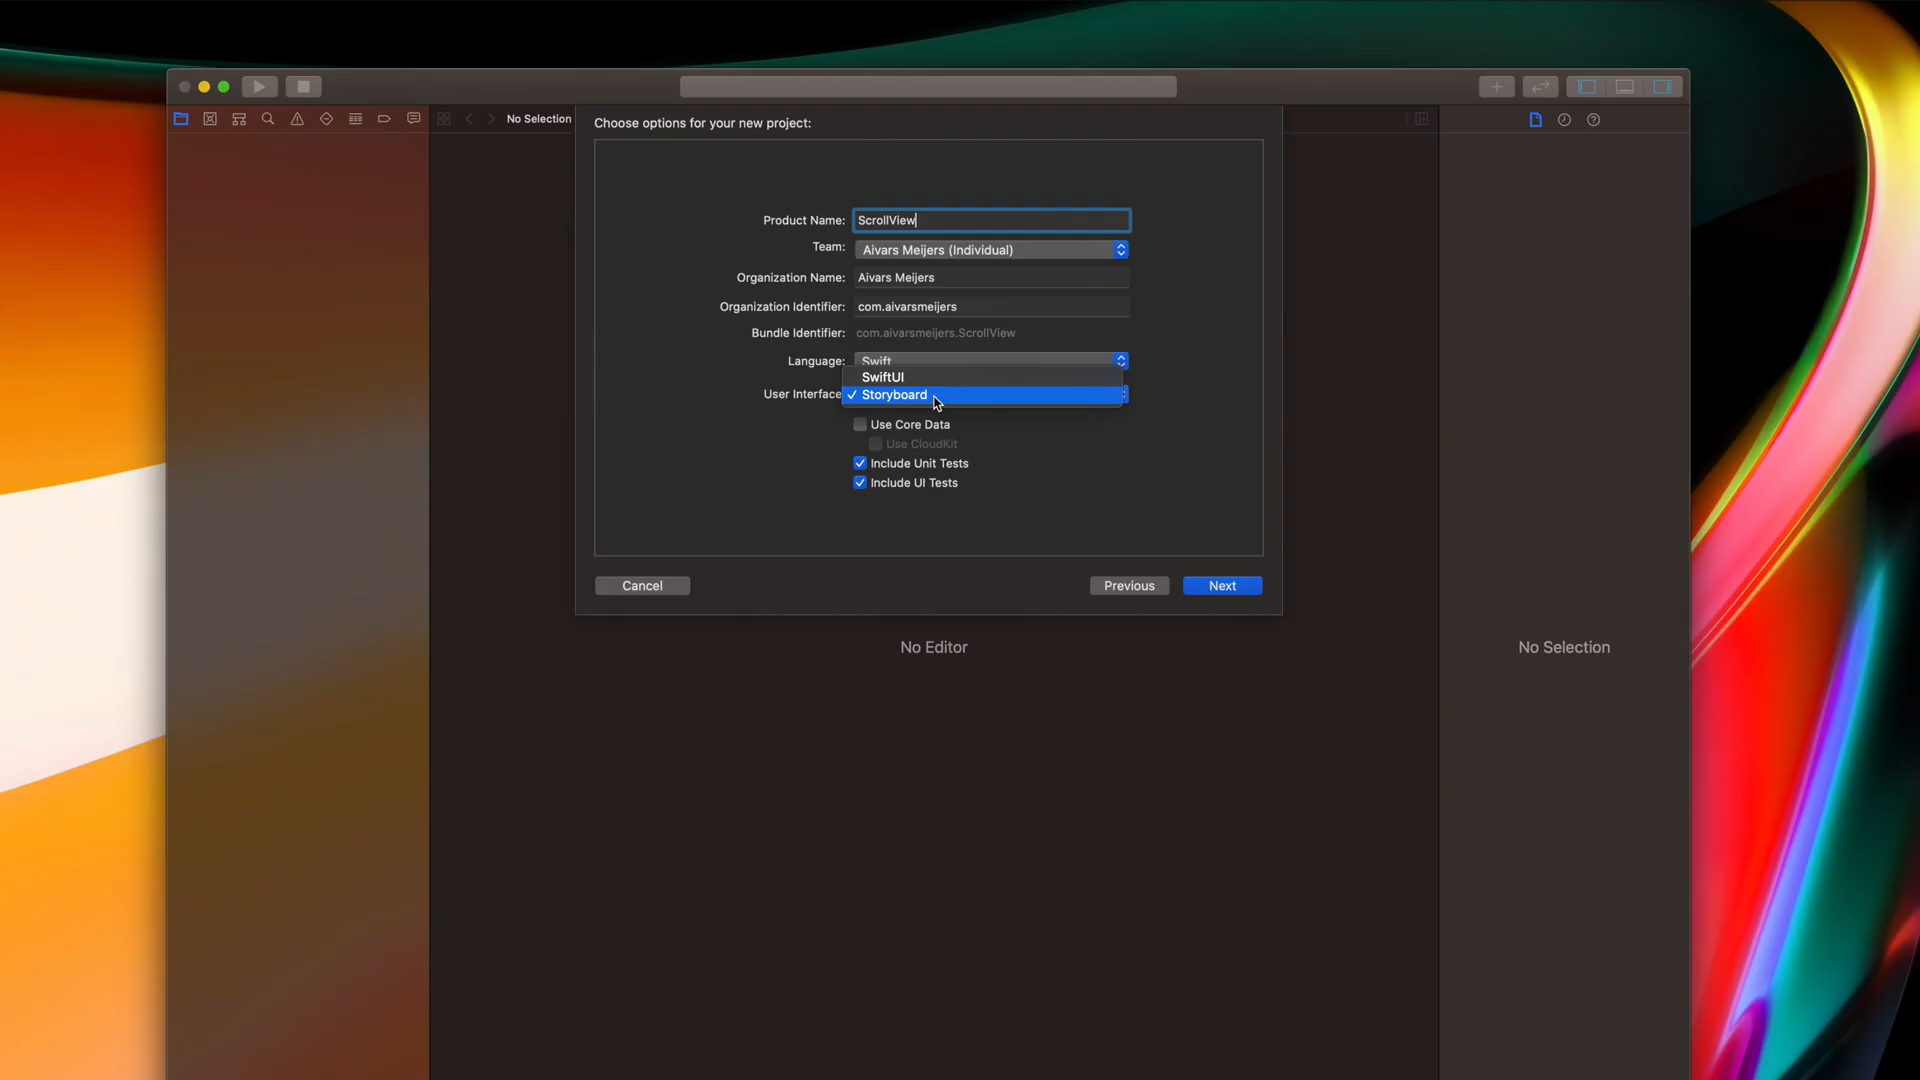 No Selection
Choose options for your new project:
Product Name: ScrollView
Team: Aivars Meijers (Individual)
Organization Name: Aivars Meijers
Organization Identifier: com.aivarsmeijers
Bundle Identifier: com.aivarsmeijers.ScrollView
Language: Swift
SwiftUI
User Interface ✓ Storyboard
Use Core Data
Use CloudKit
Include Unit Tests
Include UI Tests
Cancel Previous Next
No Editor
No Selection